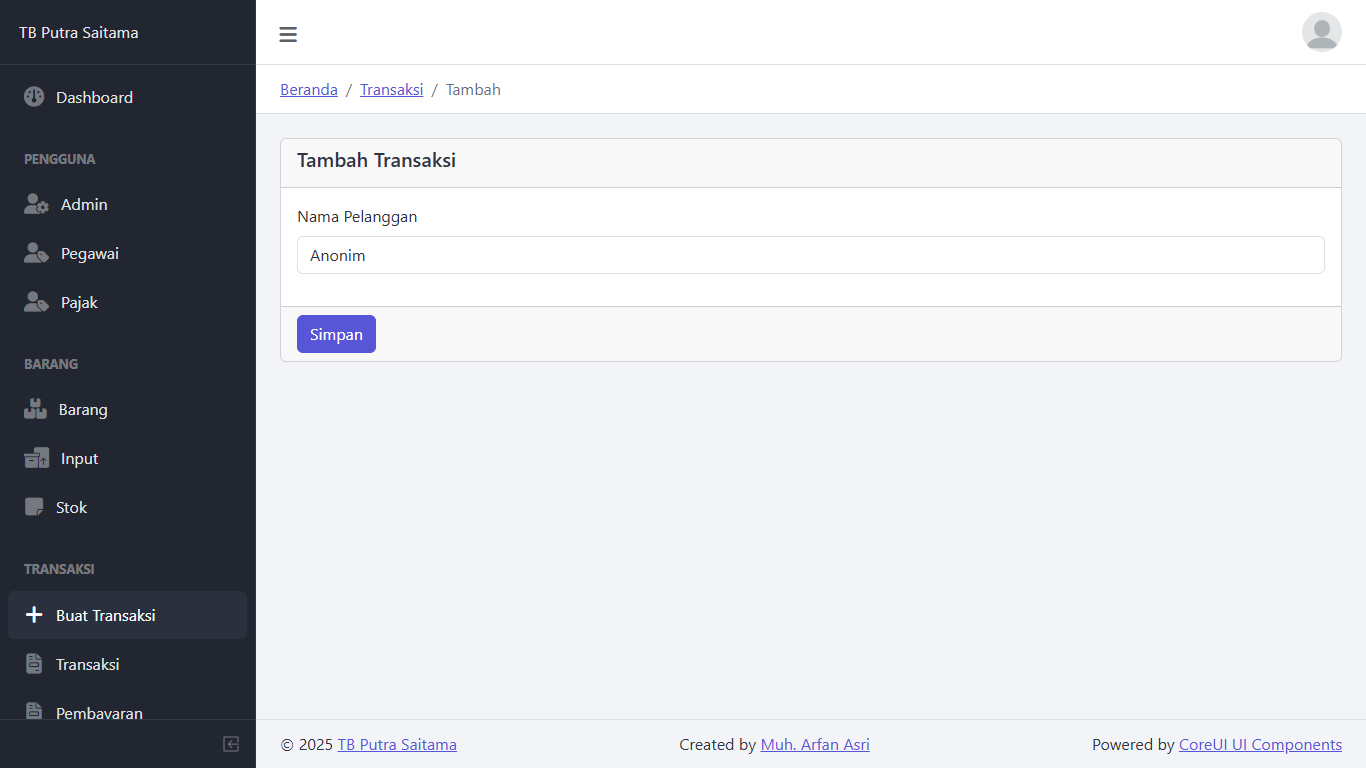 TB Putra Saitama
Dashboard
PENGGUNA
Admin
Pegawai
Pajak
BARANG
Barang
Input
Stok
TRANSAKSI
Buat Transaksi
Transaksi
Pembayaran
Beranda / Transaksi / Tambah
Tambah Transaksi
Nama Pelanggan
Anonim
Simpan
© 2025 TB Putra Saitama
Created by Muh. Arfan Asri
Powered by CoreUI UI Components